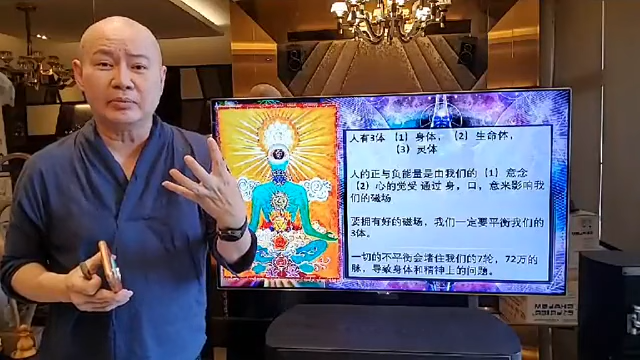 人有3体 (1) 身体, (2) 生命体,
(3) 灵体
人的正与负能量是由我们的 (1) 意念
(2) 心的觉受 通过 身, 口, 意来影响我
们的磁场
要拥有好的磁场, 我们一定要平衡我们的
3体.
一切的不平衡会堵住我们的7轮, 72万的
脉, 导致身体和精神上的问题.